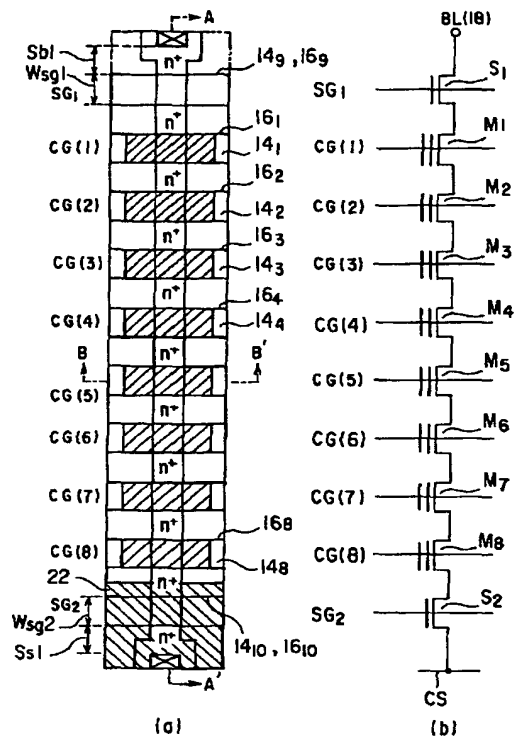 A
Sb1
Wsg1
SG₁
n⁺
14₉, 16₉
n⁺
16₁
CG(1)
14₁
16₂
CG(2)
14₂
n⁺
16₃
CG(3)
14₃
16₄
n⁺
CG(4)
14₄
B
n⁺
B'
CG(5)
n⁺
CG(6)
n⁺
CG(7)
n⁺
16₈
CG(8)
14₈
22
n⁺
SG₂
Wsg2
Ss1
n⁺
14₁₀, 16₁₀
A'
(a)
BL(18)
S₁
SG₁
M1
CG(1)
M₂
CG(2)
M₃
CG(3)
M₄
CG(4)
M₅
CG(5)
M₆
CG(6)
M₇
CG(7)
M₈
CG(8)
S₂
SG₂
CS
(b)